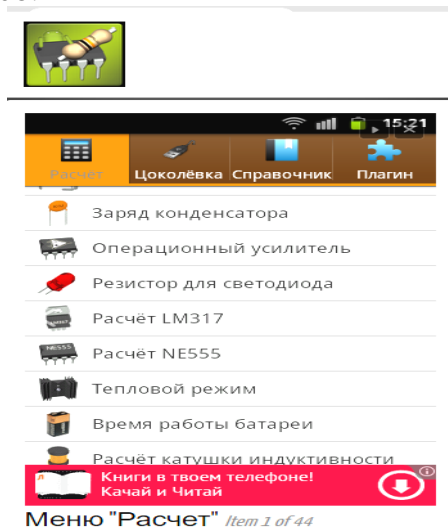 15:21
Расчёт Цоколёвка Справочник Плагин
Заряд конденсатора
Операционный усилитель
Резистор для светодиода
Расчёт LM317
Расчёт NE555
NE555
Тепловой режим
Время работы батареи
Расчёт катушки индуктивности
Книги в твоем телефоне!
Качай и Читай
Меню "Расчет" Item 1 of 44